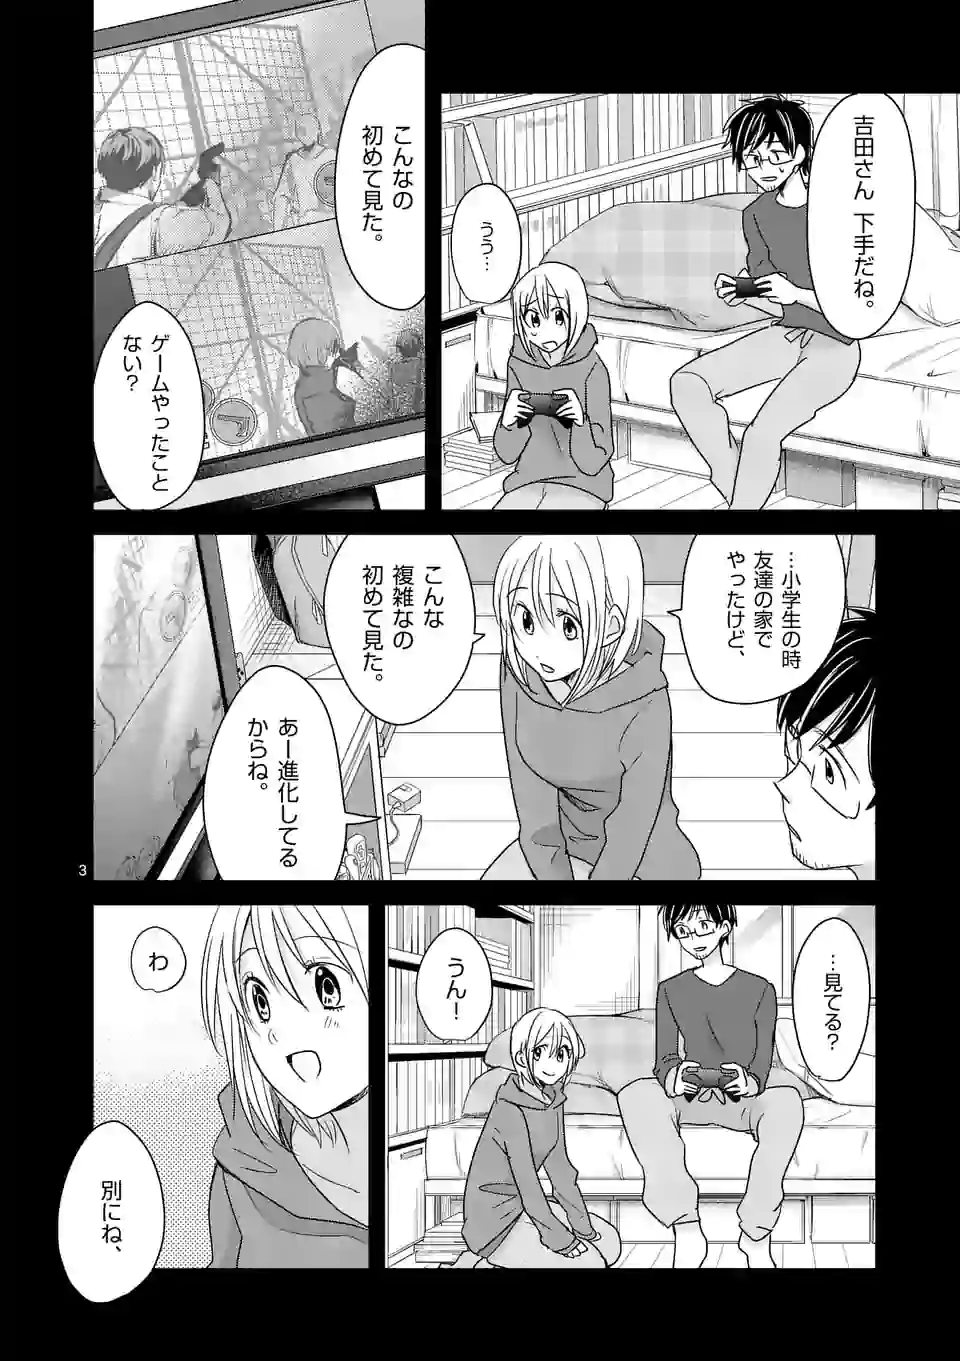 吉田さん 下手だね。
うぅ…
こんなの
初めて見た。
ゲームやったこと
ない？
…小学生の時
友達の家で
やったけど、
こんな
複雑なの
初めて見た。
あー進化してる
からね。
…見てる？
うん！
わ
別にね、
3